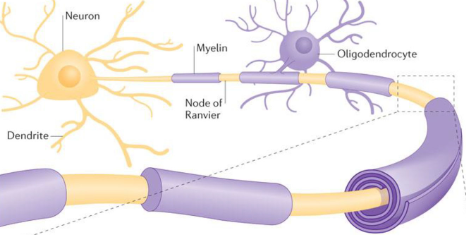 Neuron
Myelin
Oligodendrocyte
Node of
Ranvier
Dendrite